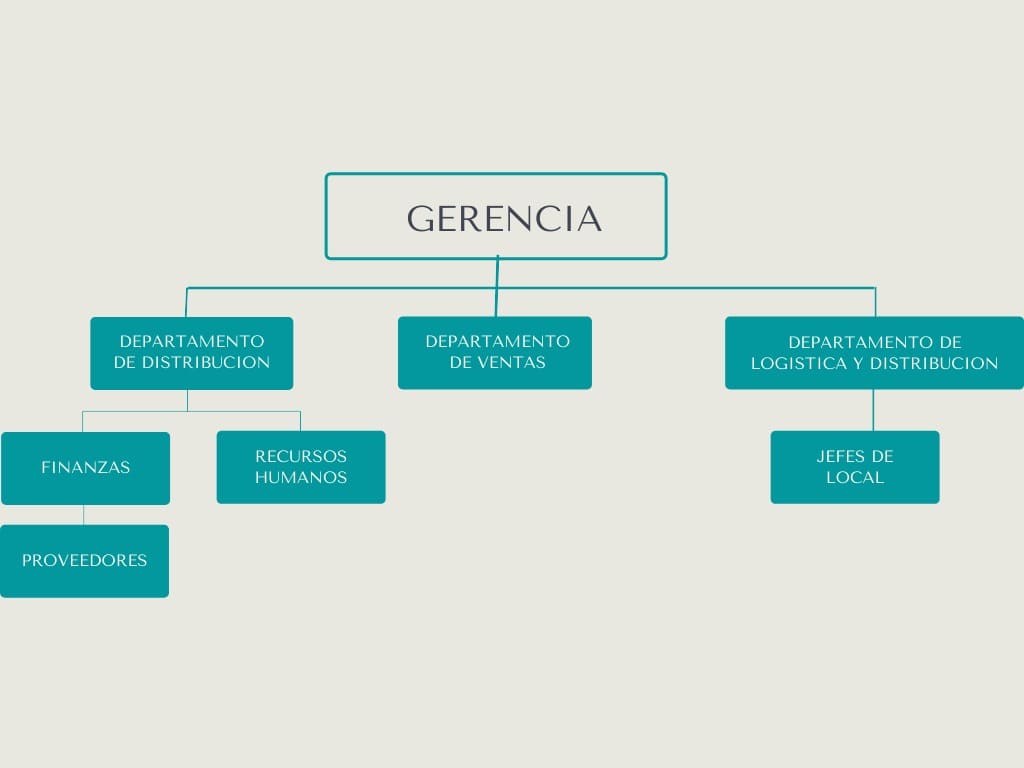 GERENCIA
DEPARTAMENTO
DE DISTRIBUCION
DEPARTAMENTO
DE VENTAS
DEPARTAMENTO DE
LOGISTICA Y DISTRIBUCION
FINANZAS
RECURSOS
HUMANOS
JEFES DE
LOCAL
PROVEEDORES